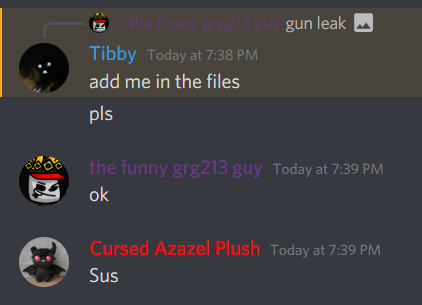 the funny grg213 guy gun leak
Tibby Today at 7:38 PM
add me in the files
pls
the funny grg213 guy Today at 7:39 PM
ok
Cursed Azazel Plush Today at 7:39 PM
Sus